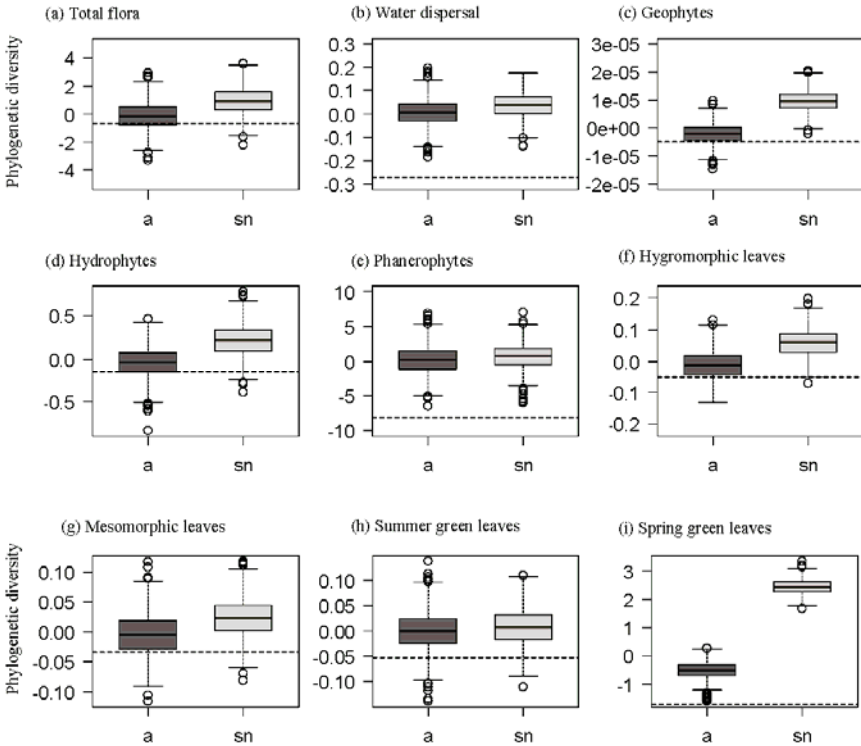 (a) Total flora
(b) Water dispersal
(c) Geophytes
Phylogenetic diversity
4
2
0
-2
-4
a
sn
0.3
0.2
0.1
0.0
-0.1
-0.2
-0.3
a
sn
3e-05
2e-05
1e-05
0e+00
-1e-05
-2e-05
a
sn
(d) Hydrophytes
(e) Phanerophytes
(f) Hygromorphic leaves
0.5
0.0
-0.5
a
sn
10
5
0
-5
-10
a
sn
0.2
0.1
0.0
-0.1
-0.2
a
sn
(g) Mesomorphic leaves
(h) Summer green leaves
(i) Spring green leaves
Phylogenetic diversity
0.10
0.05
0.00
-0.05
-0.10
a
sn
0.10
0.05
0.00
-0.05
-0.10
a
sn
3
2
0
-1
a
sn